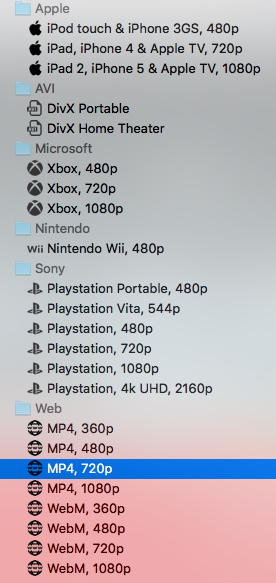 Apple
iPod touch & iPhone 3GS, 480p
iPad, iPhone 4 & Apple TV, 720p
iPad 2, iPhone 5 & Apple TV, 1080p
AVI
DivX Portable
DivX Home Theater
Microsoft
Xbox, 480p
Xbox, 720p
Xbox, 1080p
Nintendo
Wii Nintendo Wii, 480p
Sony
Playstation Portable, 480p
Playstation Vita, 544p
Playstation, 480p
Playstation, 720p
Playstation, 1080p
Playstation, 4k UHD, 2160p
Web
MP4, 360p
MP4, 480p
MP4, 720p
MP4, 1080p
WebM, 360p
WebM, 480p
WebM, 720p
WebM, 1080p